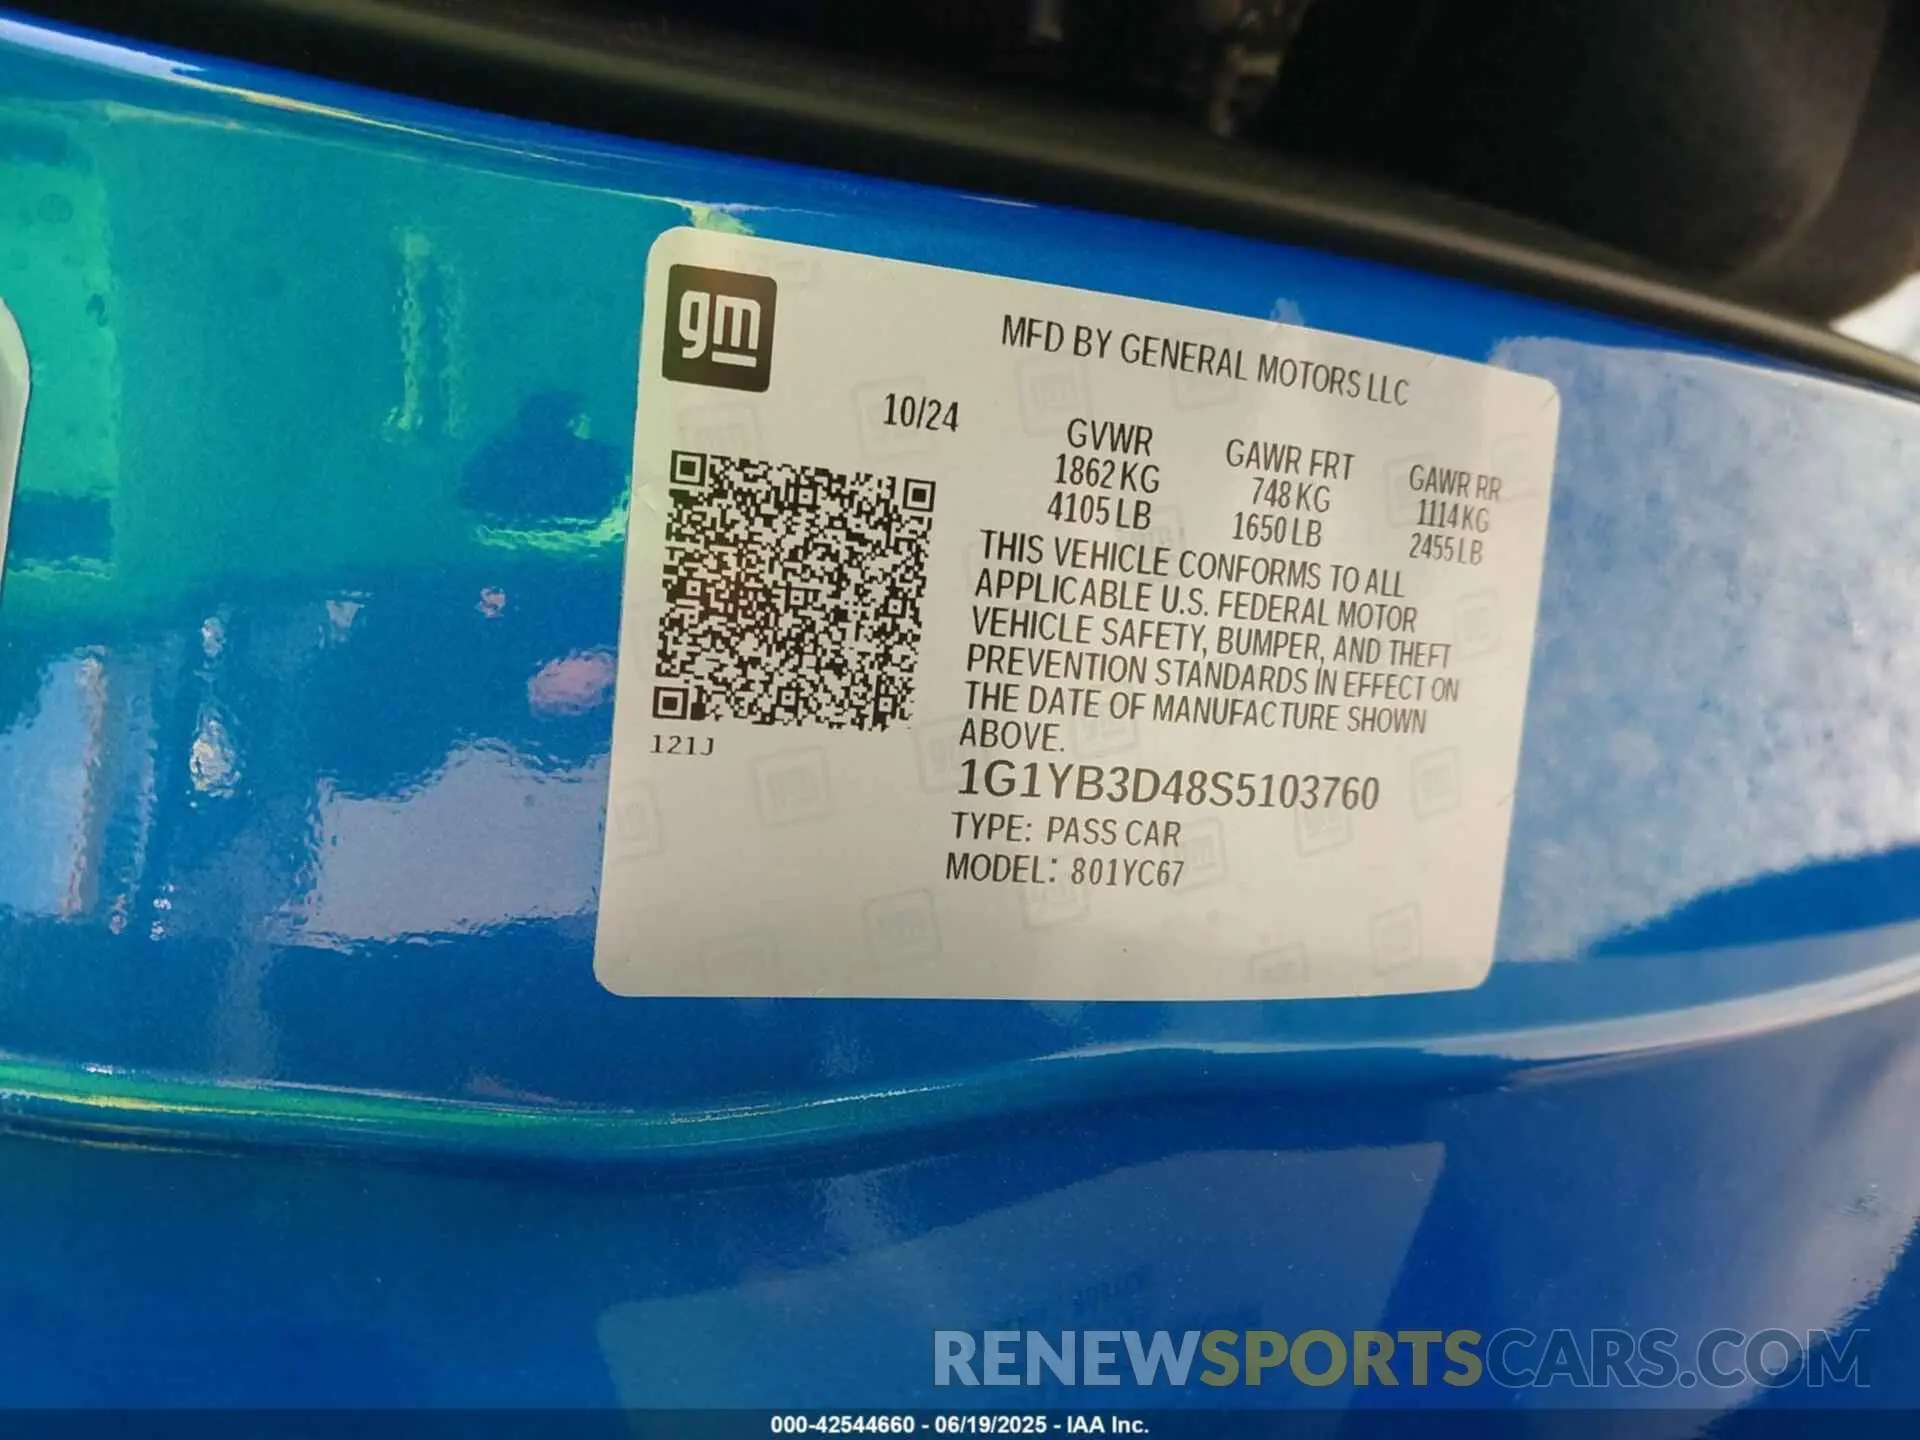 gm
MFD BY GENERAL MOTORS LLC
10/24
GVWR GAWR FRT GAWR RR
1862 KG 748 KG 1114 KG
4105 LB 1650 LB 2455 LB
THIS VEHICLE CONFORMS TO ALL
APPLICABLE U.S. FEDERAL MOTOR
VEHICLE SAFETY, BUMPER, AND THEFT
PREVENTION STANDARDS IN EFFECT ON
THE DATE OF MANUFACTURE SHOWN
ABOVE.
121J
1G1YB3D48S5103760
TYPE: PASS CAR
MODEL: 801YC67
RENEWSPORTSCARS.COM
000-42544660 - 06/19/2025 - IAA Inc.